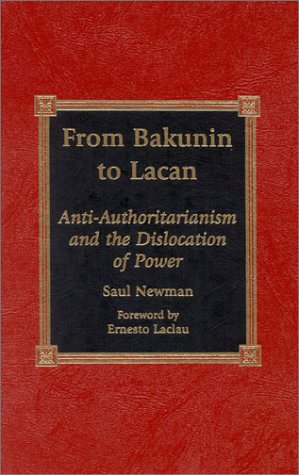 From Bakunin
to Lacan
Anti-Authoritarianism
and the Dislocation
of Power
Saul Newman
Foreword by
Ernesto Laclau